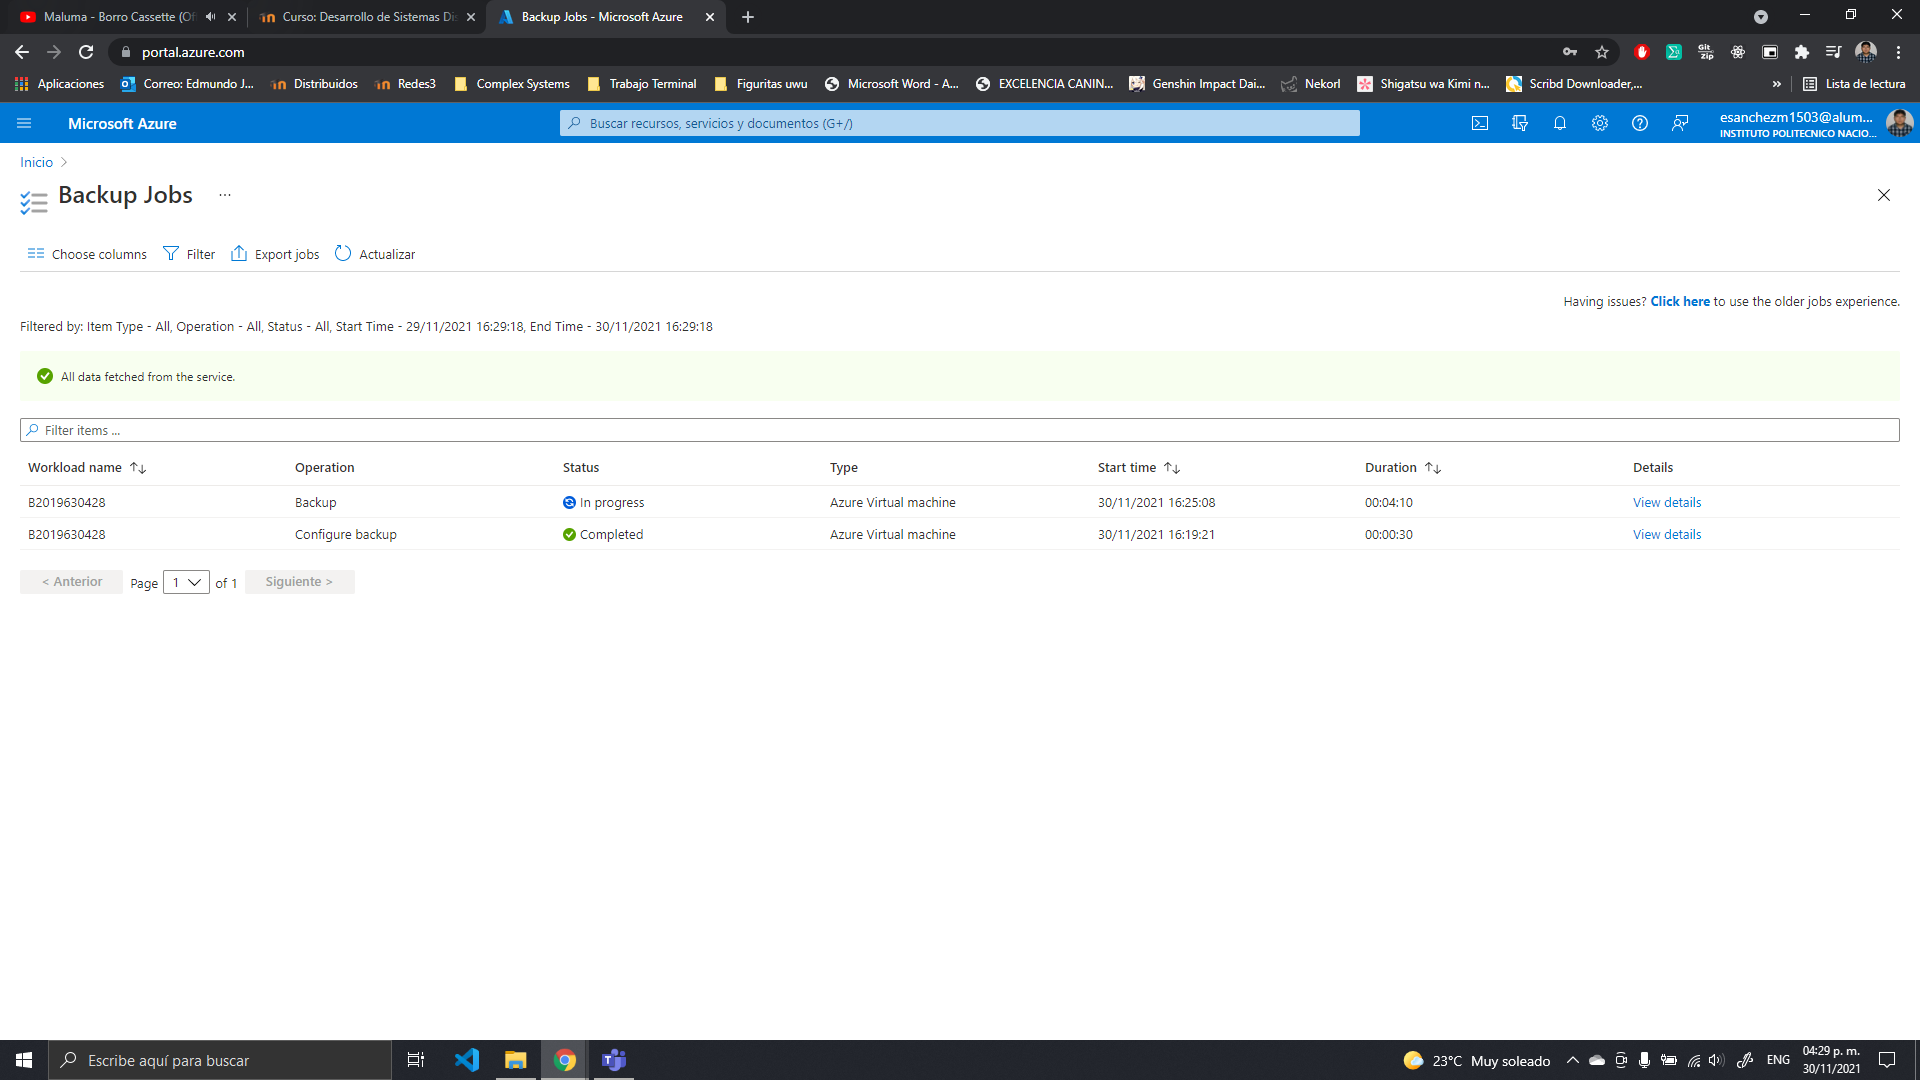 Maluma - Borro Cassette (Of
Curso: Desarrollo de Sistemas Dis
Backup Jobs - Microsoft Azure
portal.azure.com
Aplicaciones
Correo: Edmundo J...
Distribuidos
Redes3
Complex Systems
Trabajo Terminal
Figuritas uwu
Microsoft Word - A...
EXCELENCIA CANIN...
Genshin Impact Dai...
Nekorl
Shigatsu wa Kimi n...
Scribd Downloader,...
»
Lista de lectura
Microsoft Azure
Buscar recursos, servicios y documentos (G+/)
esanchezm1503@alum...
INSTITUTO POLITECNICO NACIO...
Inicio
Backup Jobs
...
Choose columns
Filter
Export jobs
Actualizar
Having issues? Click here to use the older jobs experience.
Filtered by: Item Type - All, Operation - All, Status - All, Start Time - 29/11/2021 16:29:18, End Time - 30/11/2021 16:29:18
All data fetched from the service.
Filter items ...
Workload name Operation Status Type Start time Duration Details
B2019630428 Backup In progress Azure Virtual machine 30/11/2021 16:25:08 00:04:10 View details
B2019630428 Configure backup Completed Azure Virtual machine 30/11/2021 16:19:21 00:00:30 View details
< Anterior Page 1 of 1 Siguiente >
Escribe aquí para buscar
23°C Muy soleado
ENG
04:29 p. m.
30/11/2021